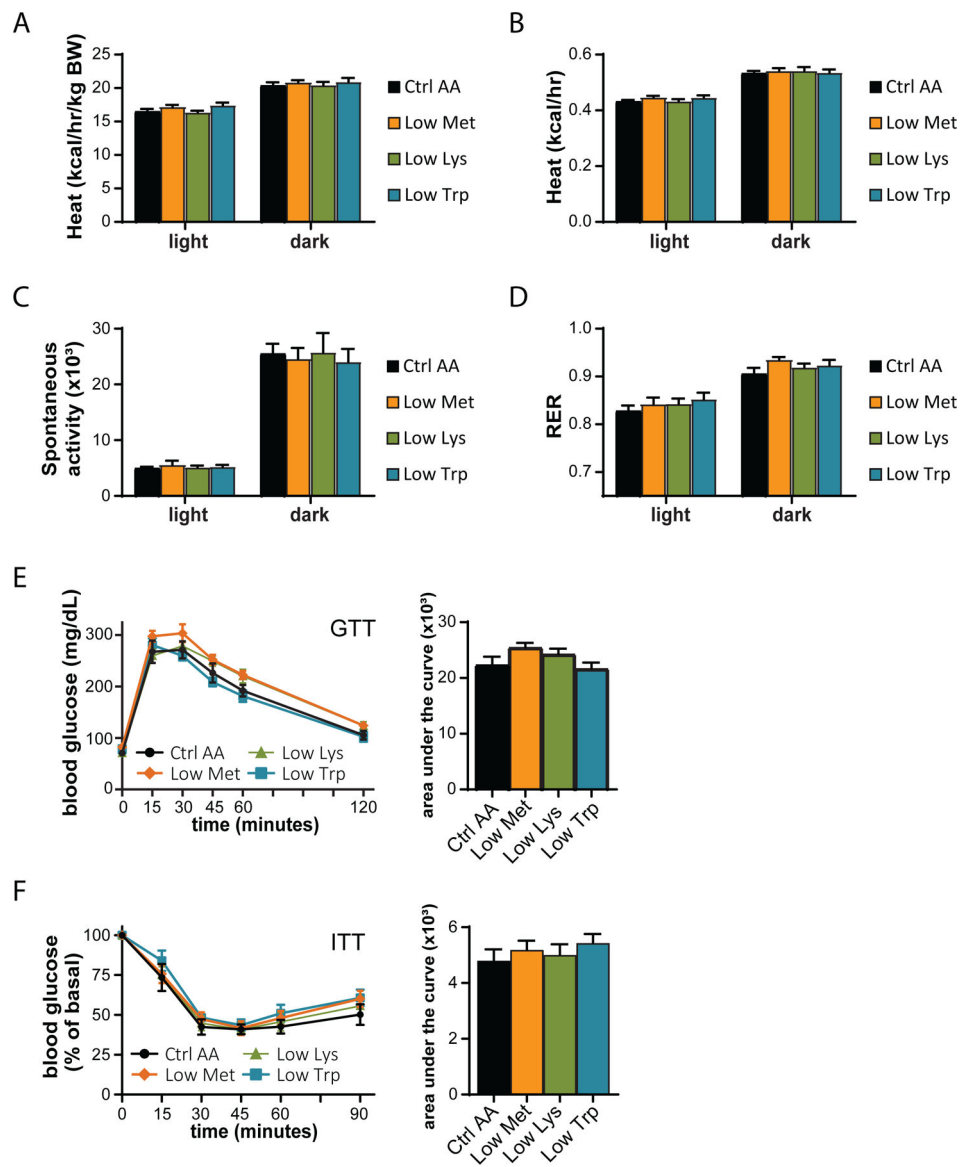 A
Heat (kcal/hr/kg BW)
25
20
15
10
5
0
light
dark
Ctrl AA
Low Met
Low Lys
Low Trp
B
Heat (kcal/hr)
0.6
0.4
0.2
0.0
light
dark
Ctrl AA
Low Met
Low Lys
Low Trp
C
Spontaneous
activity (x10³)
30
20
10
0
light
dark
Ctrl AA
Low Met
Low Lys
Low Trp
D
RER
1.0
0.9
0.8
0.7
light
dark
Ctrl AA
Low Met
Low Lys
Low Trp
E
blood glucose (mg/dL)
300
200
100
0
GTT
Ctrl AA
Low Lys
Low Met
Low Trp
0 15 30 45 60 120
time (minutes)
area under the curve (x10³)
30
20
10
0
Ctrl AA
Low Met
Low Lys
Low Trp
F
blood glucose
(% of basal)
100
75
50
25
0
ITT
Ctrl AA
Low Lys
Low Met
Low Trp
0 15 30 45 60 90
time (minutes)
area under the curve (x10³)
6
4
2
0
Ctrl AA
Low Met
Low Lys
Low Trp